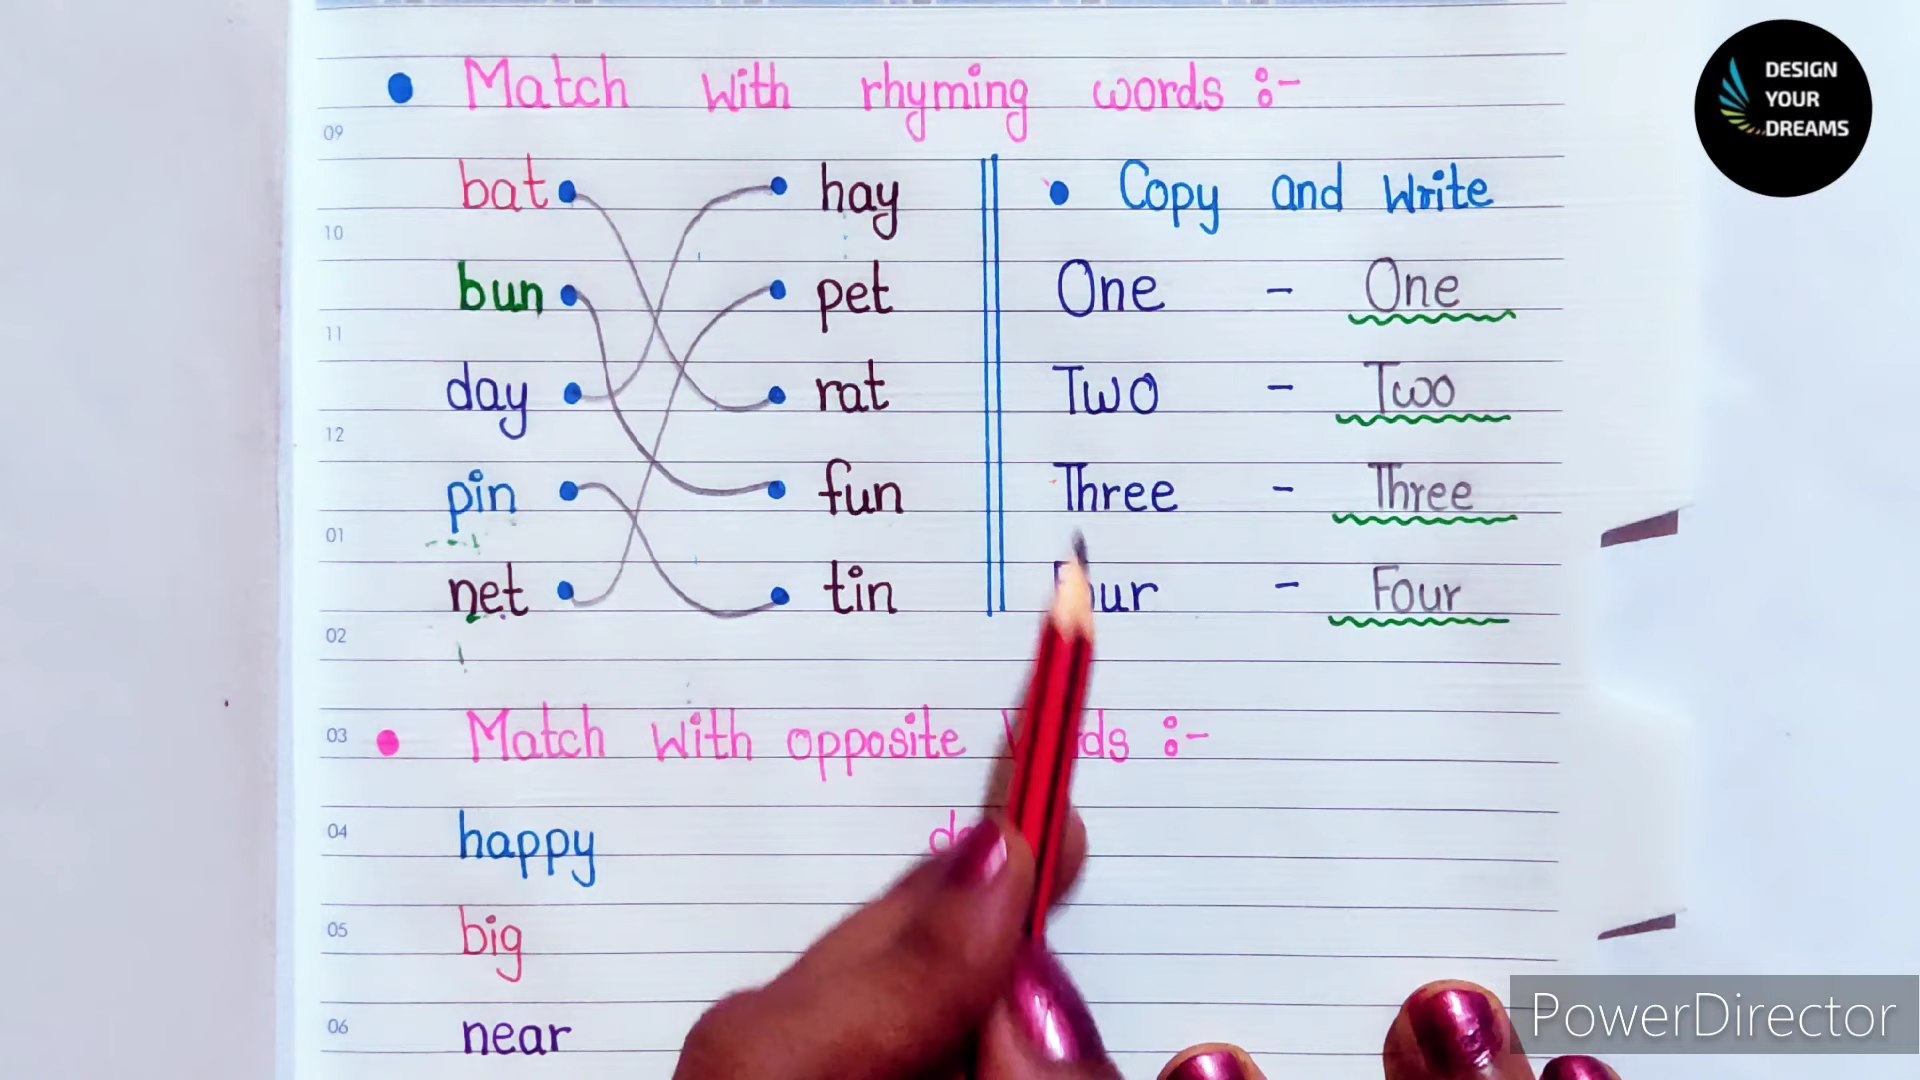 • Match With rhyming words :-
09
bat hay
10
bun pet
11
day rat
12
pin fun
01
net tin
02
• Copy and Write
One - One
Two - Two
Three - Three
- Four
03
• Match With opposite :-
04
happy
05
big
06
near
DESIGN
YOUR
DREAMS
PowerDirector